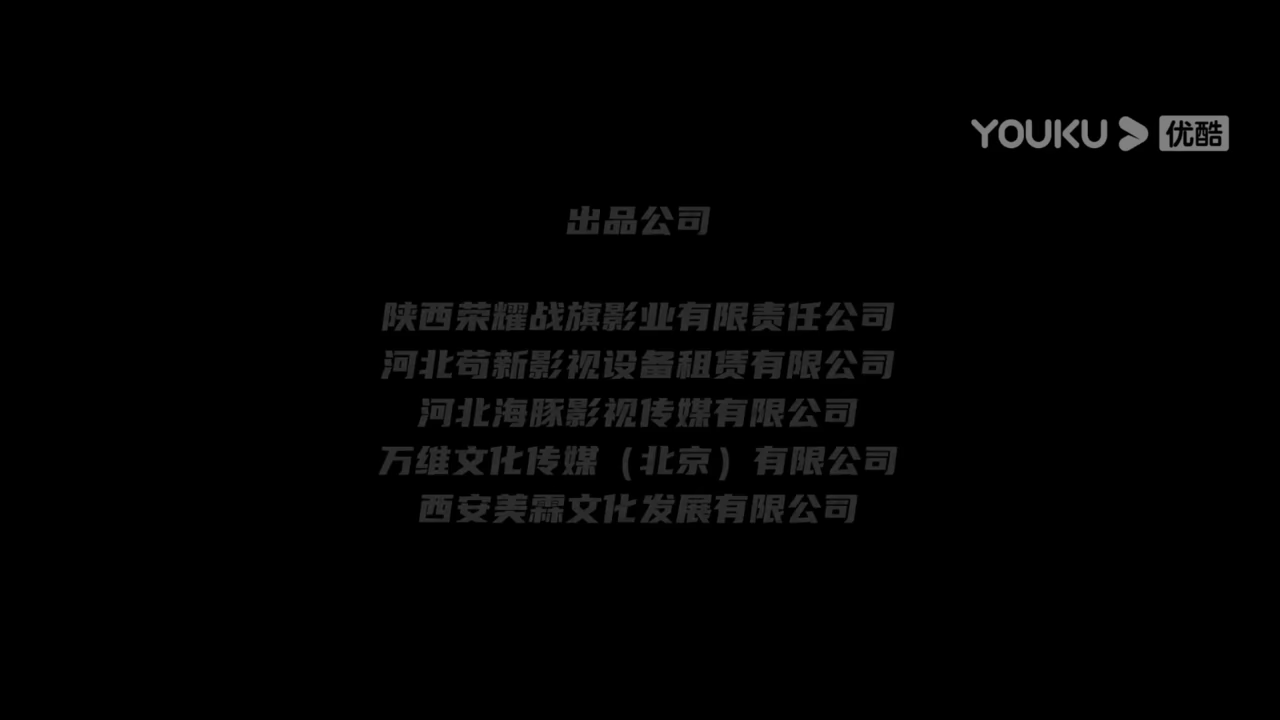 YOUKU 优酷
出品公司
陕西荣耀战旗影业有限责任公司
河北苟新影视设备租赁有限公司
河北海豚影视传媒有限公司
万维文化传媒（北京）有限公司
西安美霖文化发展有限公司